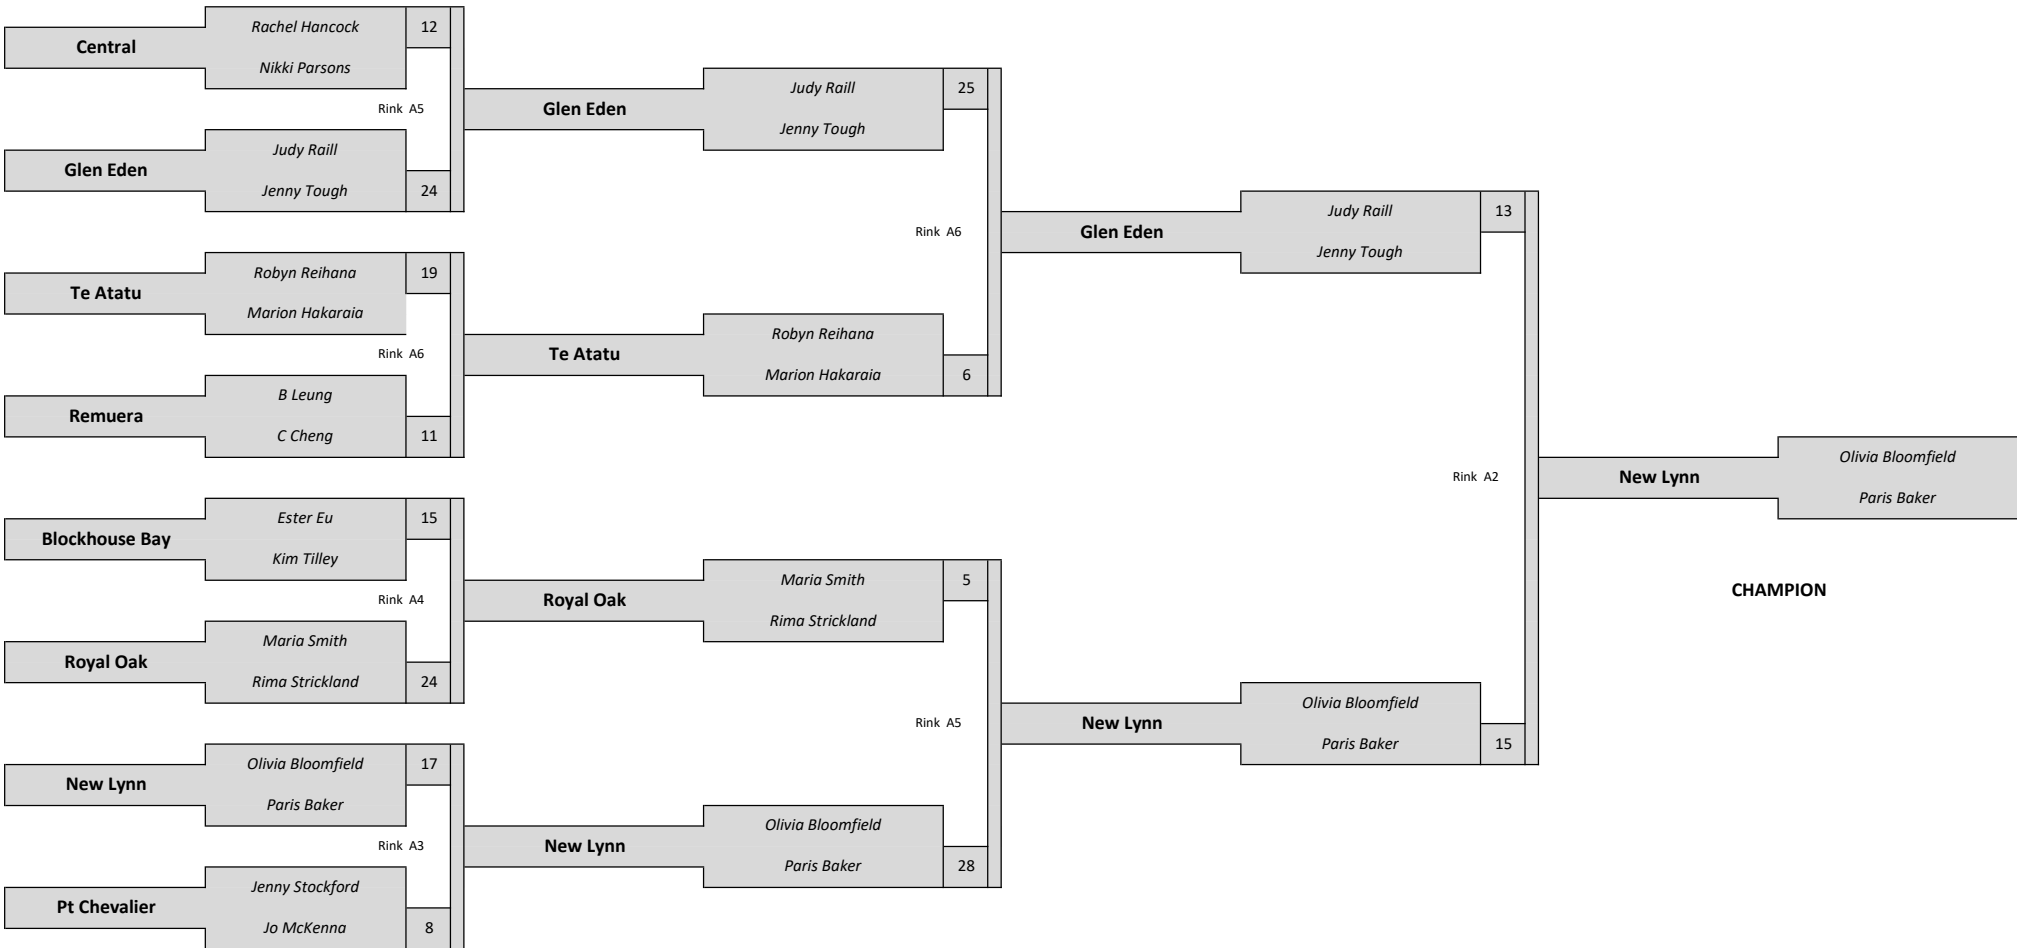 Central
Rachel Hancock 12
Nikki Parsons
Rink A5
Glen Eden
Judy Raill
Jenny Tough 24
Te Atatu
Robyn Reihana 19
Marion Hakaraia
Rink A6
Remuera
B Leung
C Cheng 11
Blockhouse Bay
Ester Eu 15
Kim Tilley
Rink A4
Royal Oak
Maria Smith
Rima Strickland 24
New Lynn
Olivia Bloomfield 17
Paris Baker
Rink A3
Pt Chevalier
Jenny Stockford
Jo McKenna 8
Glen Eden
Judy Raill 25
Jenny Tough
Rink A6
Te Atatu
Robyn Reihana
Marion Hakaraia 6
Royal Oak
Maria Smith 5
Rima Strickland
Rink A5
New Lynn
Olivia Bloomfield
Paris Baker 28
Glen Eden
Judy Raill 13
Jenny Tough
Rink A2
New Lynn
Olivia Bloomfield
Paris Baker 15
New Lynn
Olivia Bloomfield
Paris Baker
CHAMPION